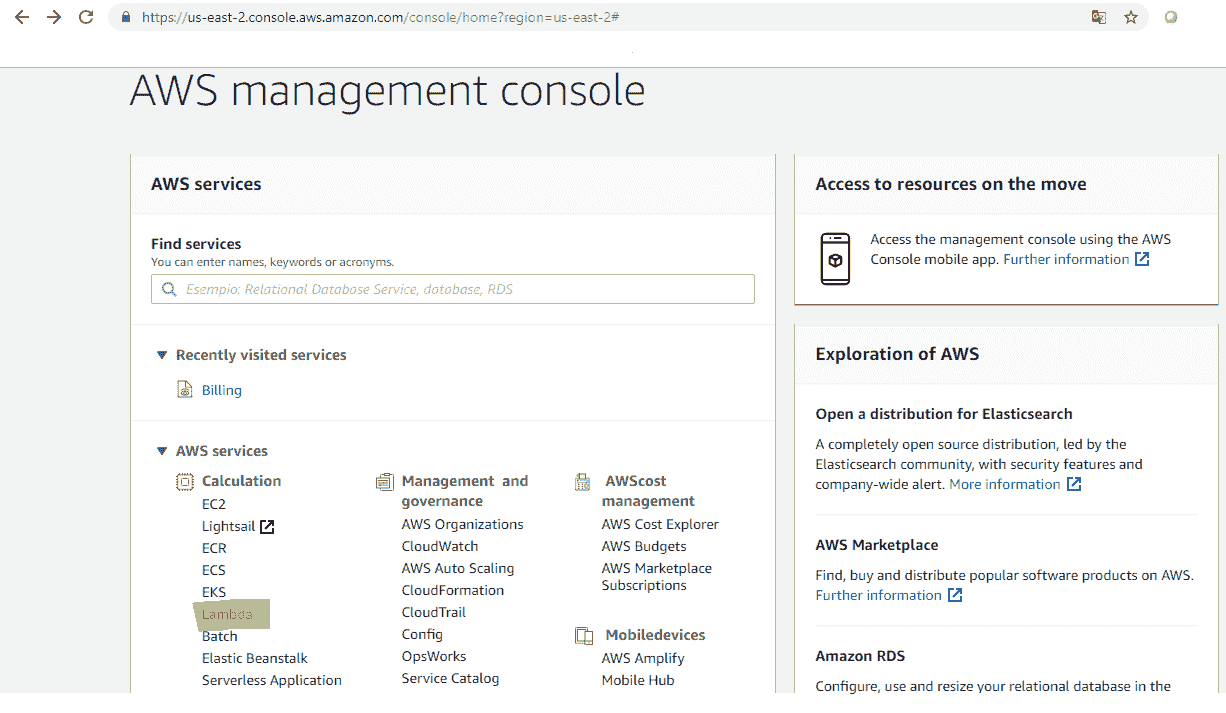 https://us-east-2.console.aws.amazon.com/console/home?region=us-east-2#
AWS management console
AWS services
Find services
You can enter names, keywords or acronyms.
Esempio: Relational Database Service, database, RDS
Recently visited services
Billing
AWS services
Calculation
EC2
Lightsail
ECR
ECS
EKS
Lambda
Batch
Elastic Beanstalk
Serverless Application
Management and
governance
AWS Organizations
CloudWatch
AWS Auto Scaling
CloudFormation
CloudTrail
Config
OpsWorks
Service Catalog
AWScost
management
AWS Cost Explorer
AWS Budgets
AWS Marketplace
Subscriptions
Mobiledevices
AWS Amplify
Mobile Hub
Access to resources on the move
Access the management console using the AWS
Console mobile app. Further information
Exploration of AWS
Open a distribution for Elasticsearch
A completely open source distribution, led by the
Elasticsearch community, with security features and
company-wide alert. More information
AWS Marketplace
Find, buy and distribute popular software products on AWS.
Further information
Amazon RDS
Configure, use and resize your relational database in the